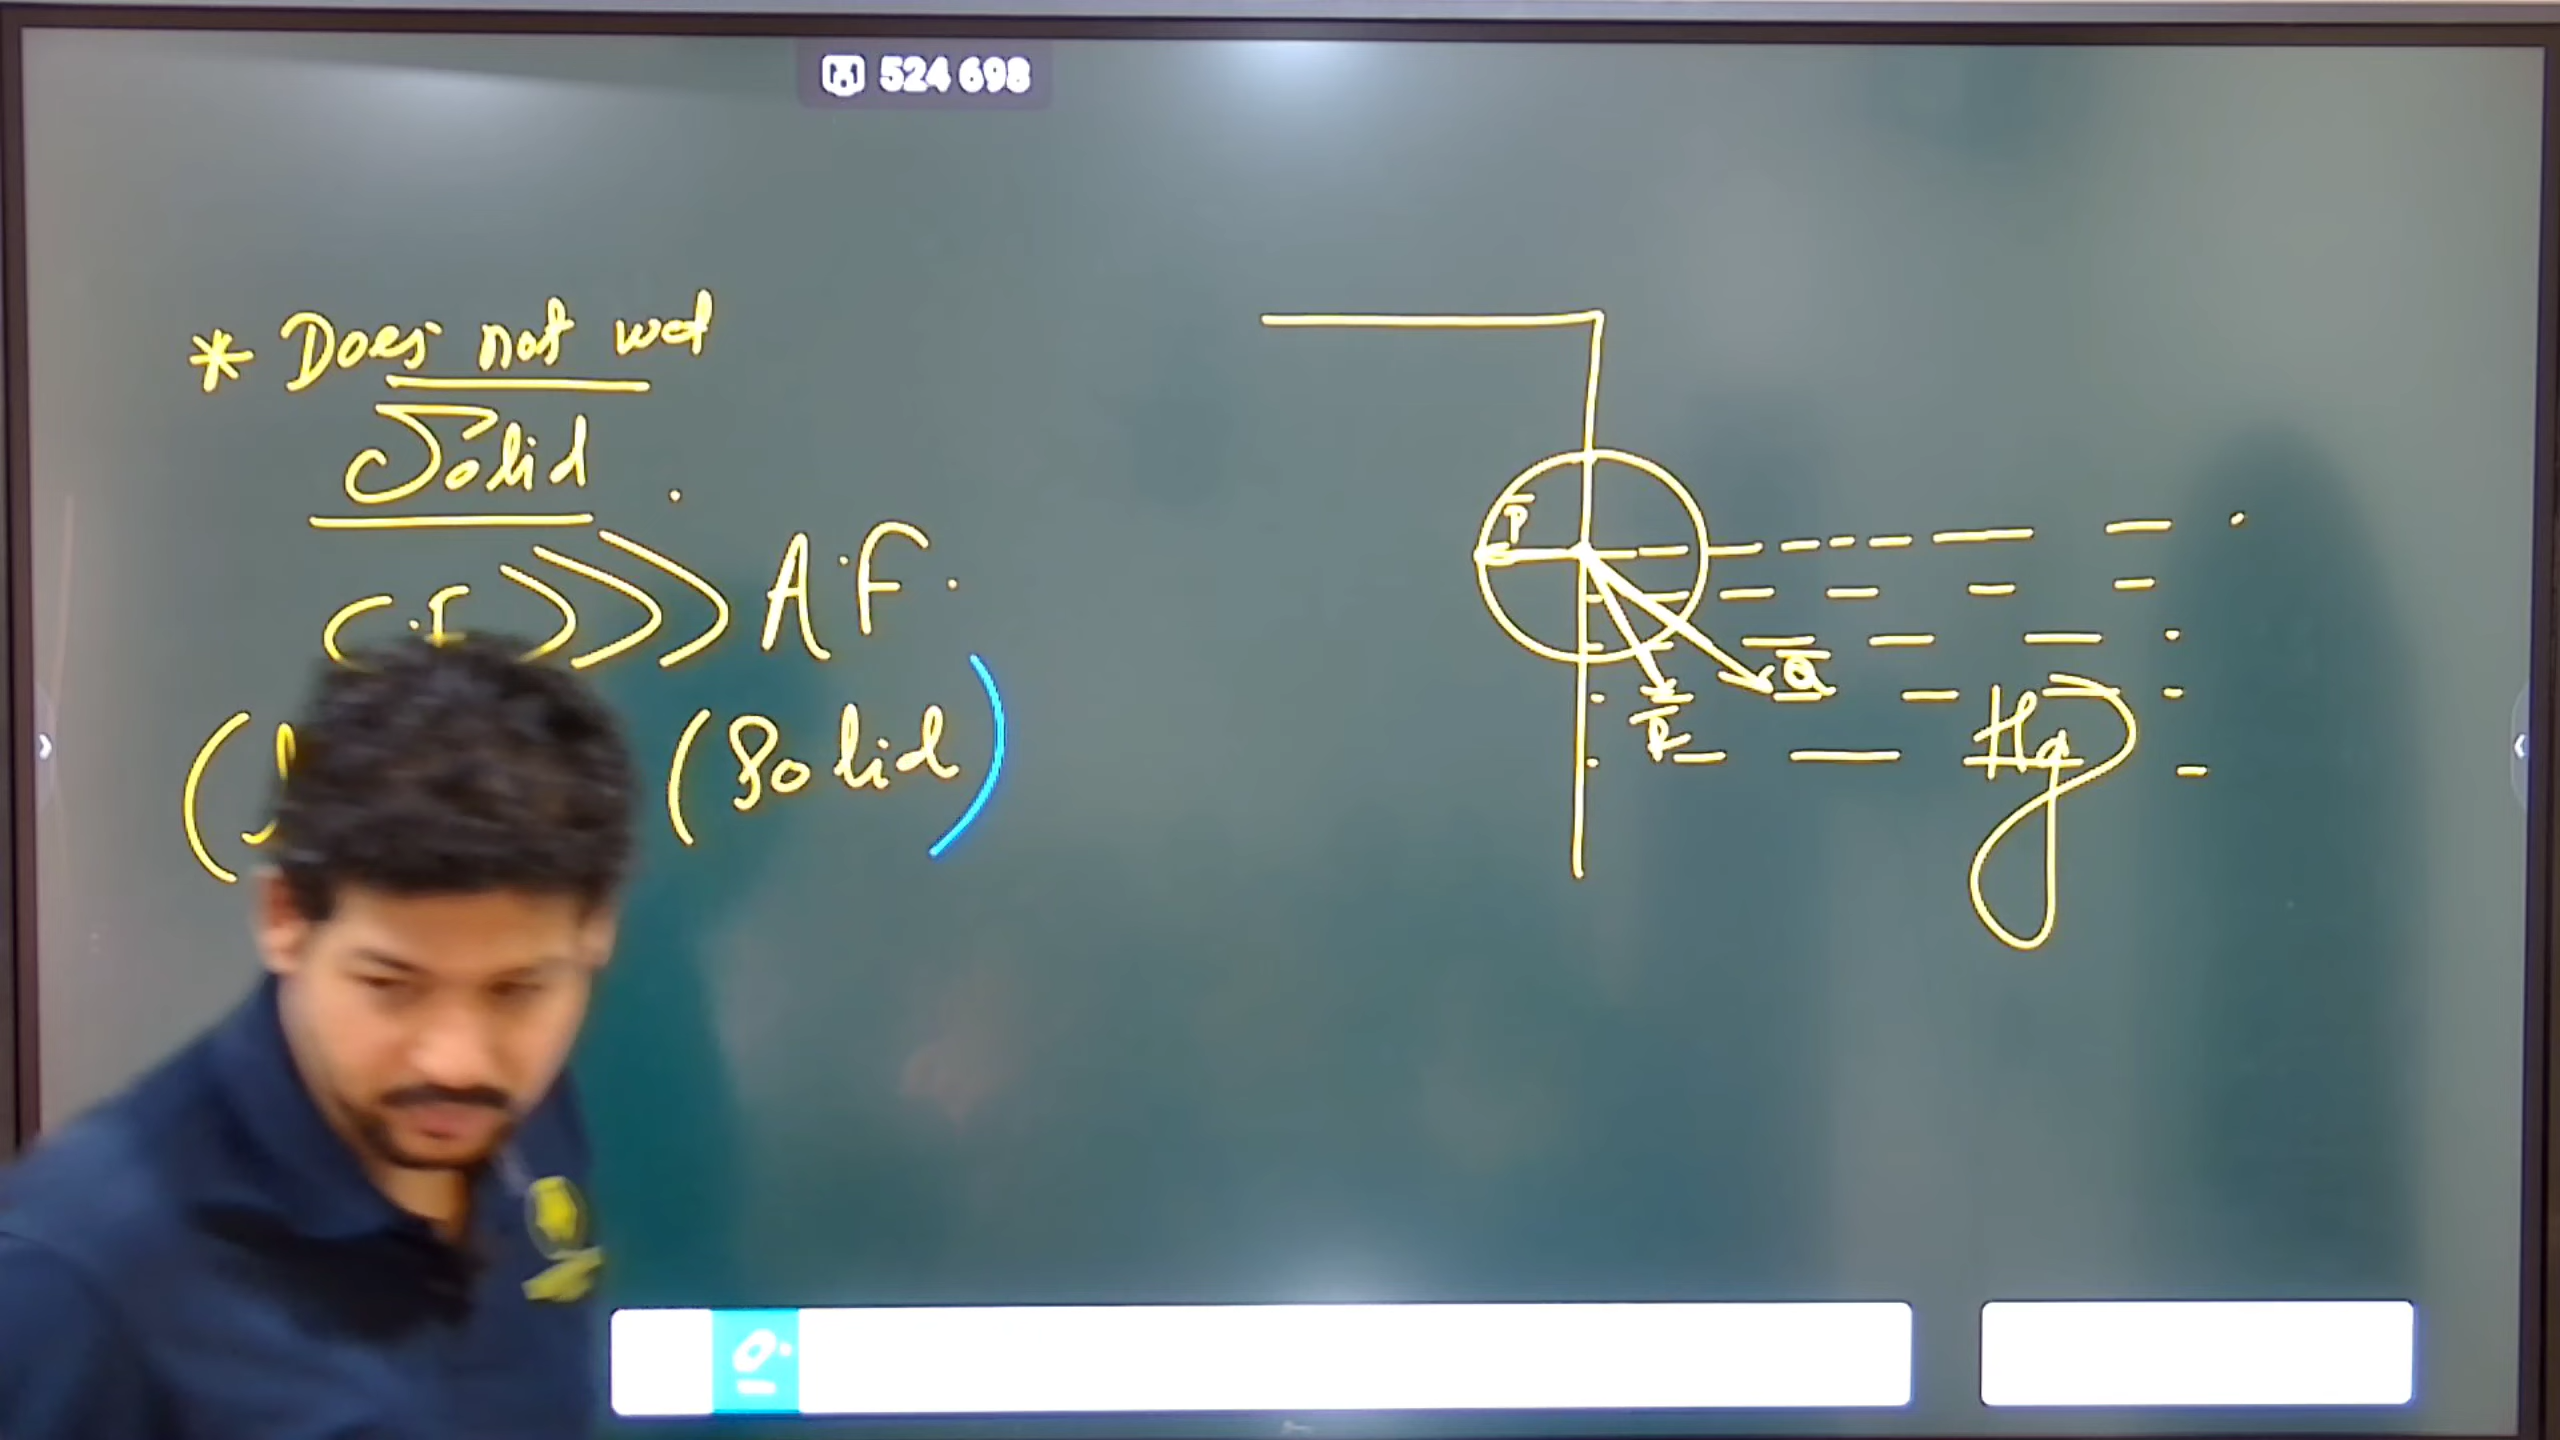 524 698
* Does not wet
Solid
A.F.
(Solid)
P
Q
R
Hg